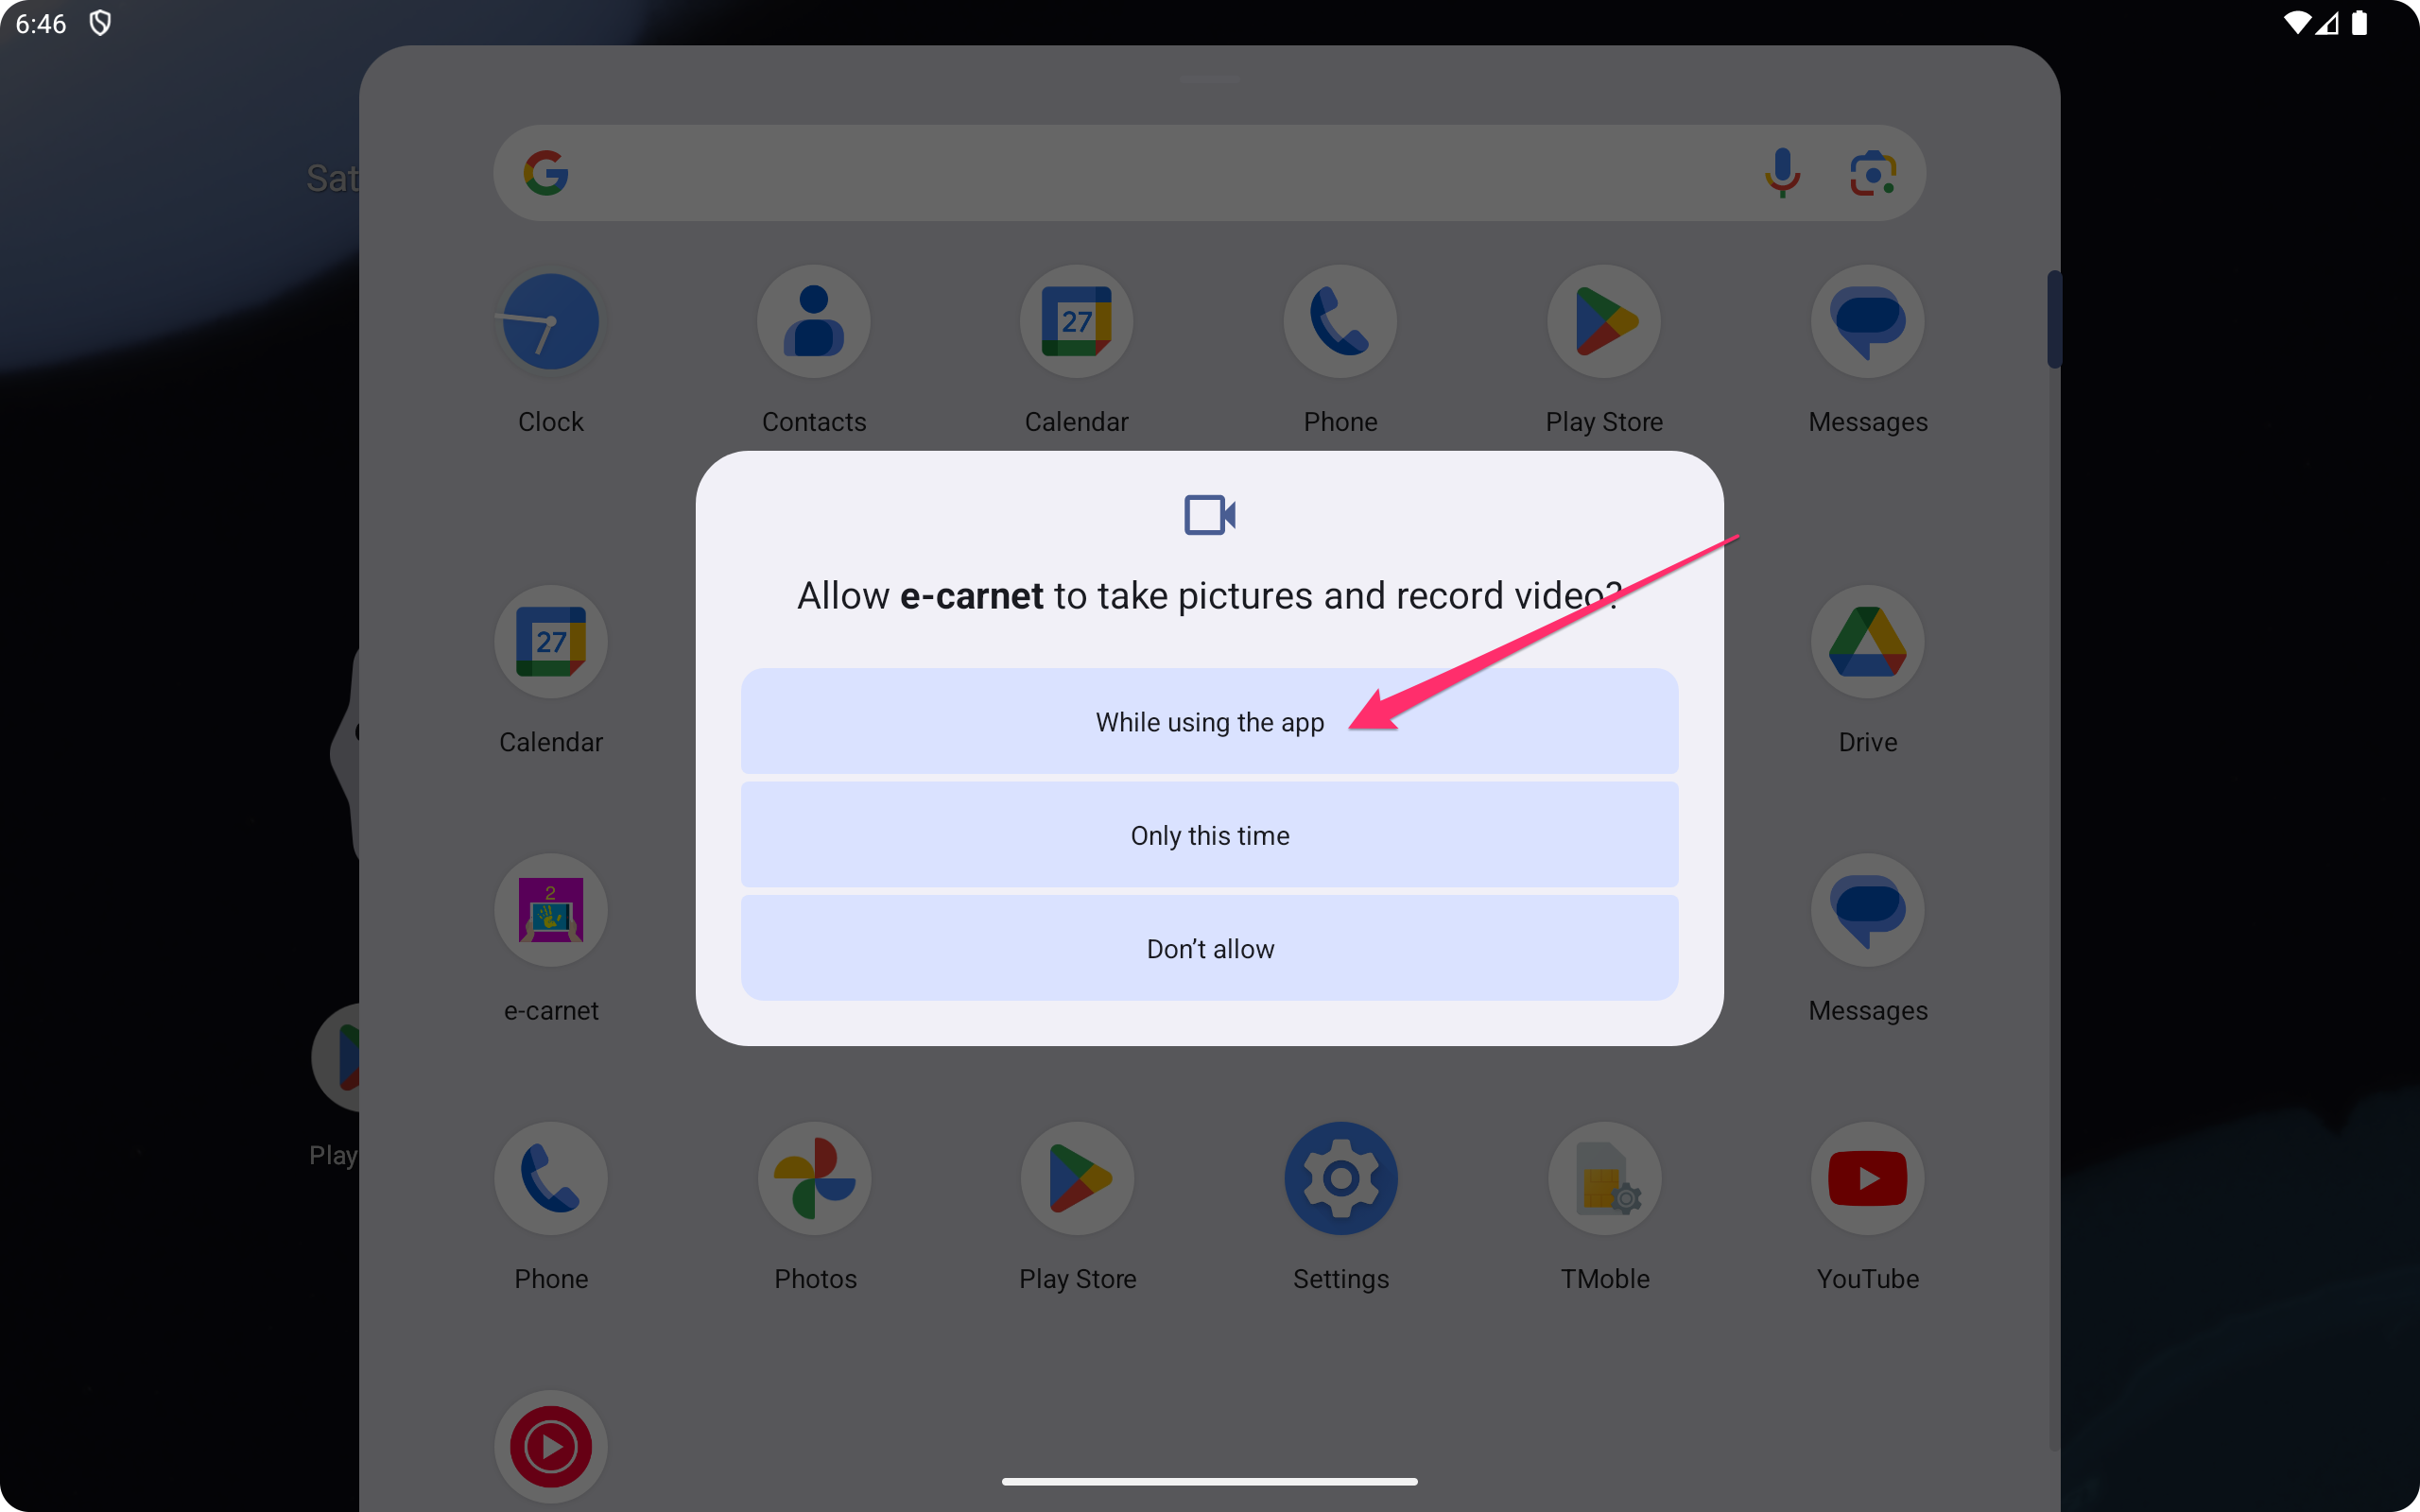 6:46
Sat
Clock
Contacts
27
Calendar
Phone
Play Store
Messages
Allow e-carnet to take pictures and record video?
27
While using the app
Calendar
Drive
Only this time
2
Don’t allow
e-carnet
Messages
Play
Phone
Photos
Play Store
Settings
TMoble
YouTube